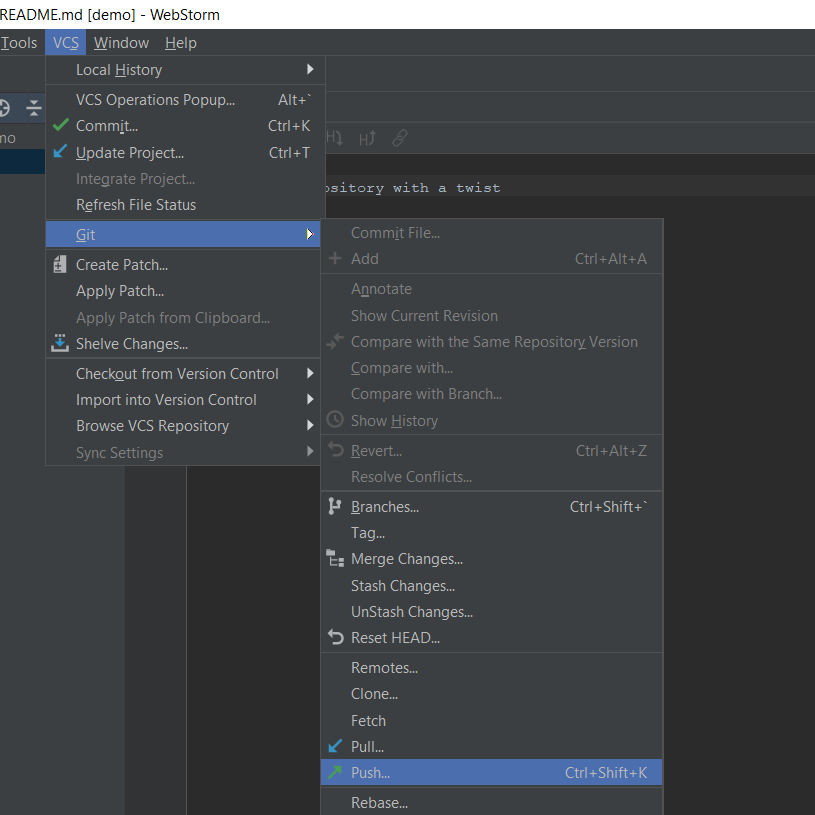 README.md [demo] - WebStorm
Tools VCS Window Help
Local History
VCS Operations Popup... Alt+`
Commit... Ctrl+K
Update Project... Ctrl+T
Integrate Project...
Refresh File Status
Git
Create Patch...
Apply Patch...
Apply Patch from Clipboard...
Shelve Changes...
Checkout from Version Control
Import into Version Control
Browse VCS Repository
Sync Settings
mo
ository with a twist
Commit File...
Add Ctrl+Alt+A
Annotate
Show Current Revision
Compare with the Same Repository Version
Compare with...
Compare with Branch...
Show History
Revert... Ctrl+Alt+Z
Resolve Conflicts...
Branches... Ctrl+Shift+`
Tag...
Merge Changes...
Stash Changes...
UnStash Changes...
Reset HEAD...
Remotes...
Clone...
Fetch
Pull...
Push... Ctrl+Shift+K
Rebase...